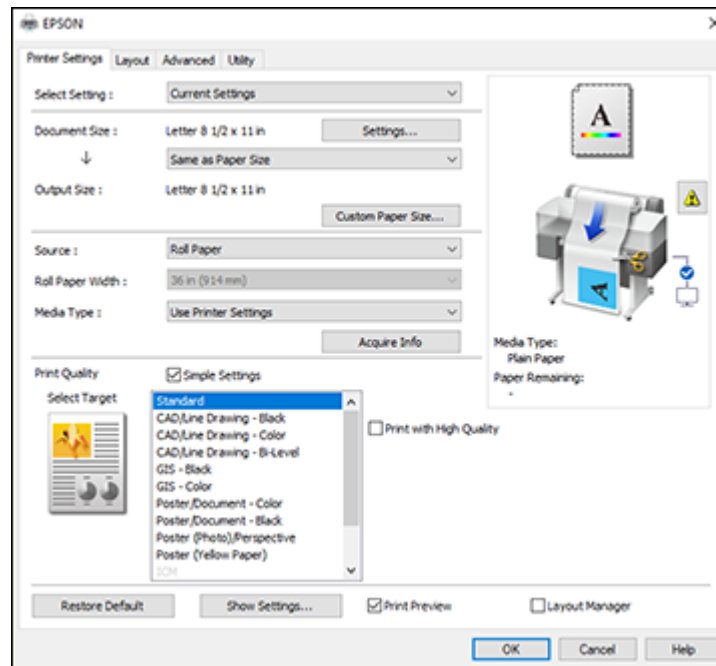 EPSON
Printer Settings Layout Advanced Utility
Select Setting : Current Settings
Document Size : Letter 8 1/2 x 11 in Settings...
Same as Paper Size
Output Size : Letter 8 1/2 x 11 in
Custom Paper Size...
Source : Roll Paper
Roll Paper Width : 36 in (914 mm)
Media Type : Use Printer Settings
Acquire Info
Print Quality Simple Settings
Select Target
Standard
CAD/Line Drawing - Black
CAD/Line Drawing - Color
CAD/Line Drawing - Bi-Level
GIS - Black
GIS - Color
Poster/Document - Color
Poster/Document - Black
Poster (Photo)/Perspective
Poster (Yellow Paper)
ICM
Print with High Quality
A
A
Media Type:
Plain Paper
Paper Remaining:
-
Restore Default Show Settings... Print Preview Layout Manager
OK Cancel Help